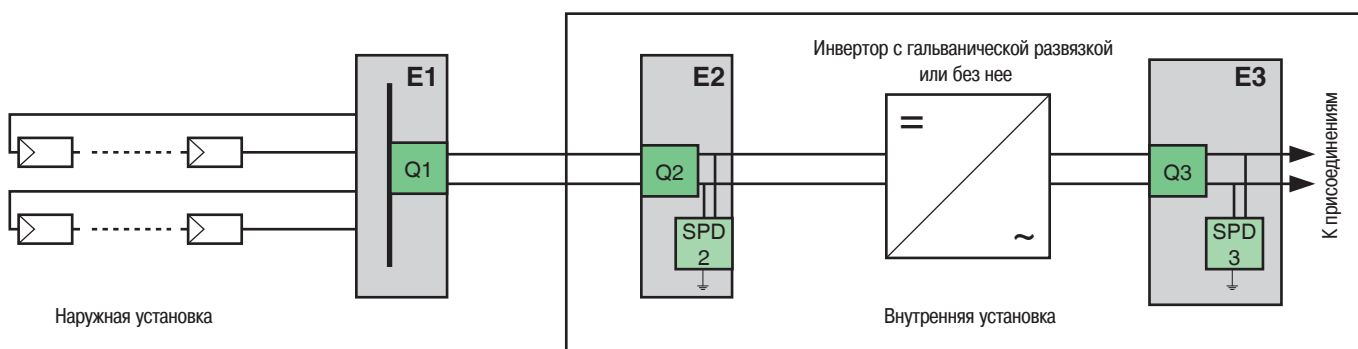 Инвертор с гальванической развязкой
или без нее
E1
E2
E3
Q1
Q2
Q3
=
~
SPD
2
SPD
3
К присоединениям
Наружная установка
Внутренняя установка